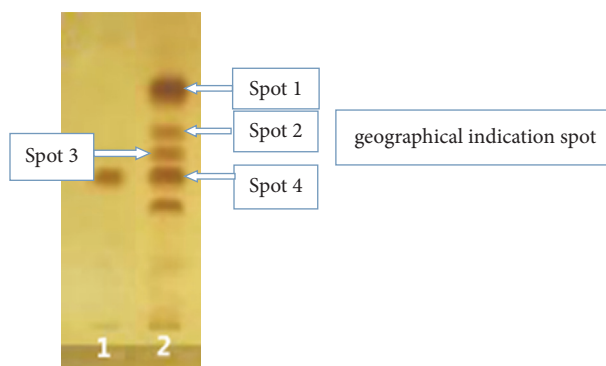 Spot 1
Spot 2
geographical indication spot
Spot 3
Spot 4
1 2